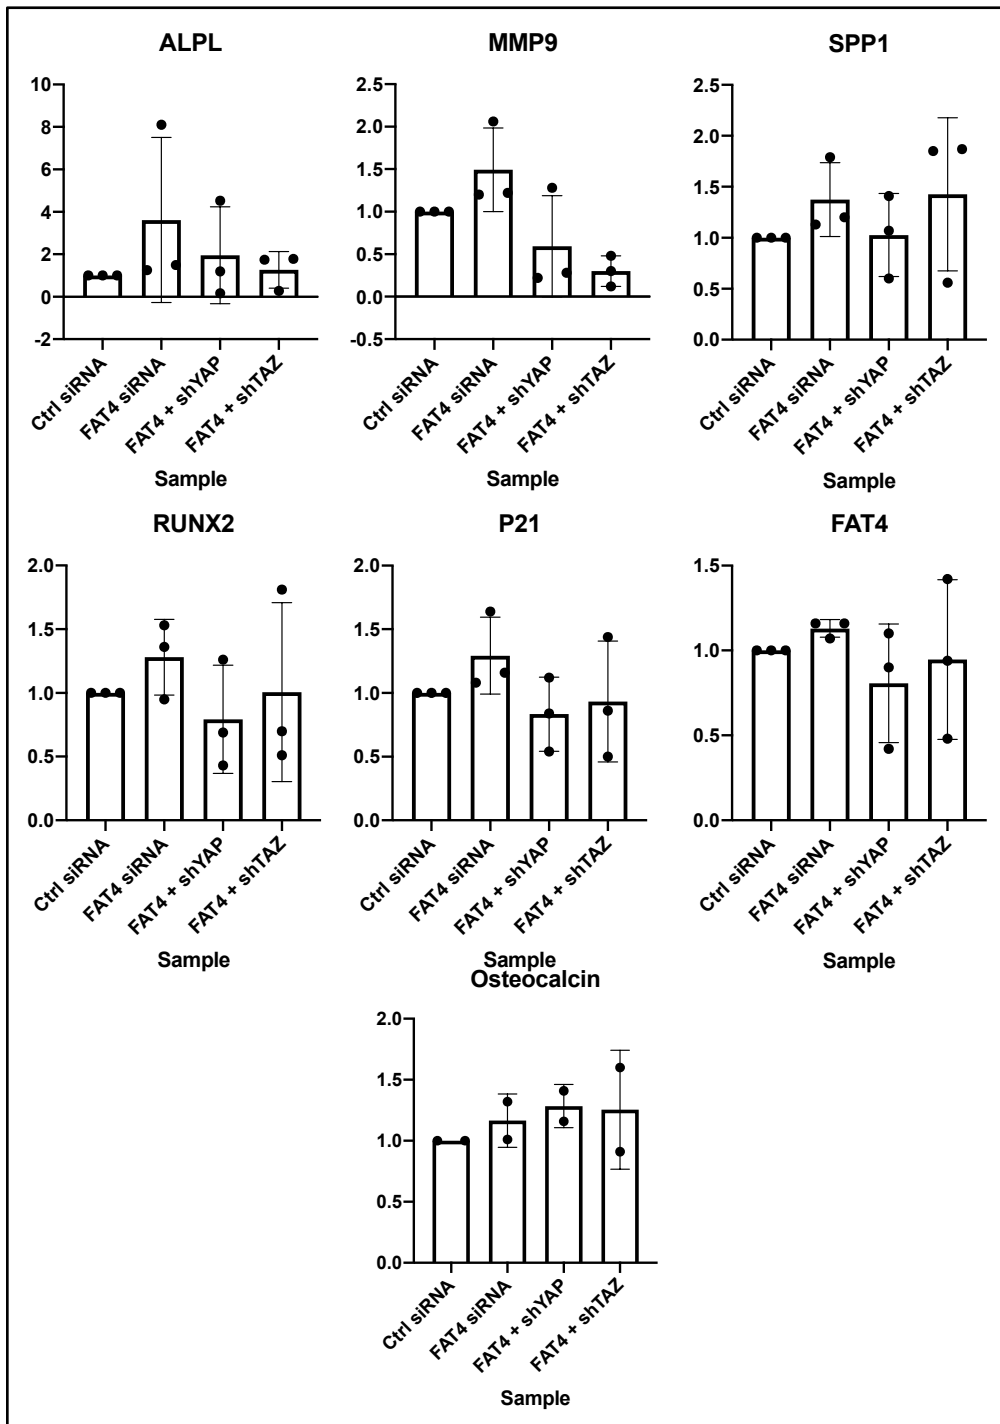 ALPL
10
8
6
4
2
0
-2
Ctrl siRNA
FAT4 siRNA
FAT4 + shYAP
FAT4 + shTAZ
Sample
MMP9
2.5
2.0
1.5
1.0
0.5
0.0
-0.5
Ctrl siRNA
FAT4 siRNA
FAT4 + shYAP
FAT4 + shTAZ
Sample
SPP1
2.5
2.0
1.5
1.0
0.5
0.0
Ctrl siRNA
FAT4 siRNA
FAT4 + shYAP
FAT4 + shTAZ
Sample
RUNX2
2.0
1.5
1.0
0.5
0.0
Ctrl siRNA
FAT4 siRNA
FAT4 + shYAP
FAT4 + shTAZ
Sample
P21
2.0
1.5
1.0
0.5
0.0
Ctrl siRNA
FAT4 siRNA
FAT4 + shYAP
FAT4 + shTAZ
Sample
FAT4
1.5
1.0
0.5
0.0
Ctrl siRNA
FAT4 siRNA
FAT4 + shYAP
FAT4 + shTAZ
Sample
Osteocalcin
2.0
1.5
1.0
0.5
0.0
Ctrl siRNA
FAT4 siRNA
FAT4 + shYAP
FAT4 + shTAZ
Sample